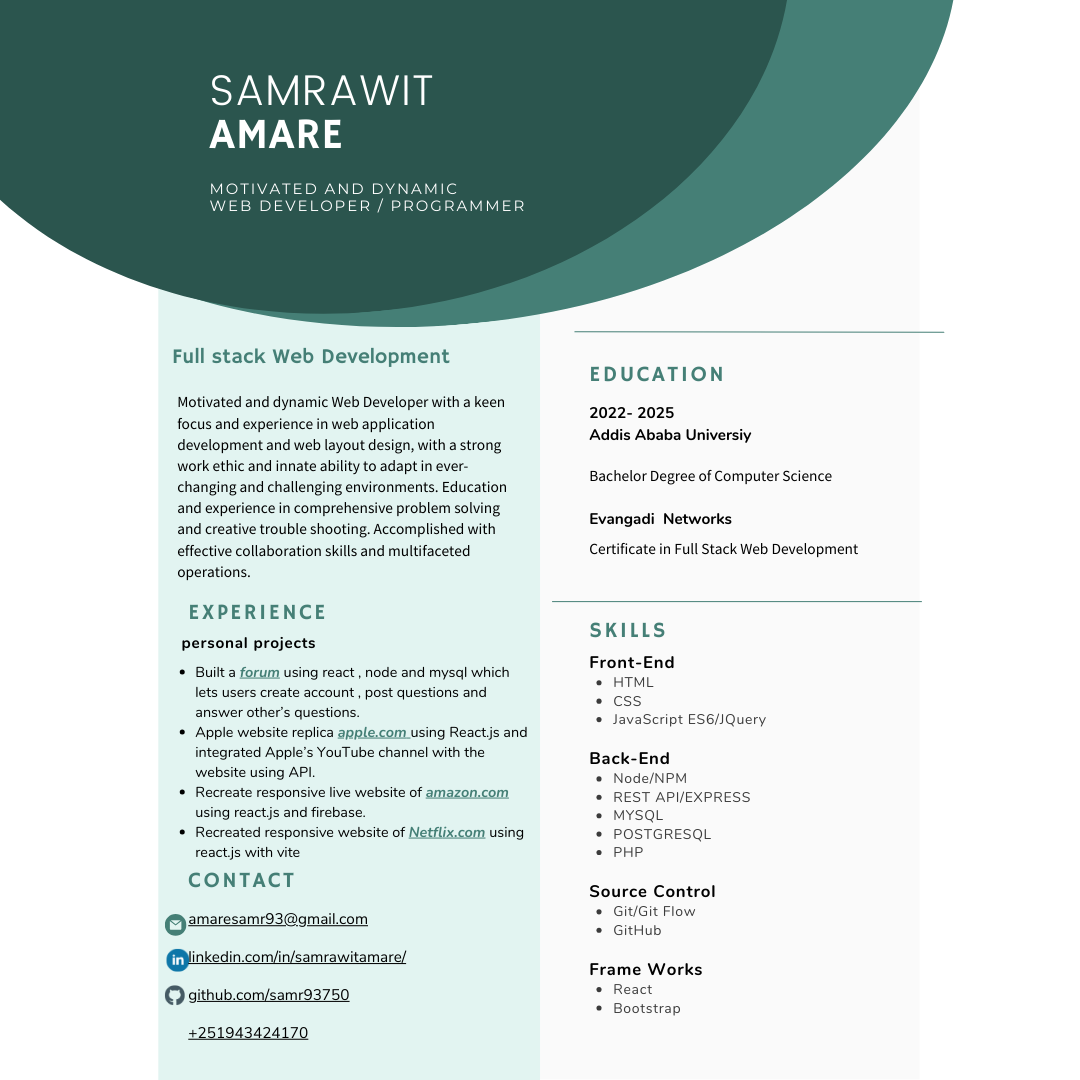 SAMRAWIT
AMARE
MOTIVATED AND DYNAMIC
WEB DEVELOPER / PROGRAMMER
Full stack Web Development
Motivated and dynamic Web Developer with a keen
focus and experience in web application
development and web layout design, with a strong
work ethic and innate ability to adapt in ever-
changing and challenging environments. Education
and experience in comprehensive problem solving
and creative trouble shooting. Accomplished with
effective collaboration skills and multifaceted
operations.
EXPERIENCE
personal projects
• Built a forum using react , node and mysql which
lets users create account , post questions and
answer other's questions.
• Apple website replica apple.com using React.js and
integrated Apple's YouTube channel with the
website using API.
• Recreate responsive live website of amazon.com
using react.js and firebase.
• Recreated responsive website of Netflix.com using
react.js with vite
CONTACT
amaresamr93@gmail.com
in linkedin.com/in/samrawitamare/
github.com/samr93750
+251943424170
EDUCATION
2022- 2025
Addis Ababa Universiy
Bachelor Degree of Computer Science
Evangadi  Networks
Certificate in Full Stack Web Development
SKILLS
Front-End
• HTML
• CSS
• JavaScript ES6/JQuery
Back-End
• Node/NPM
• REST API/EXPRESS
• MYSQL
• POSTGRESQL
• PHP
Source Control
• Git/Git Flow
• GitHub
Frame Works
• React
• Bootstrap